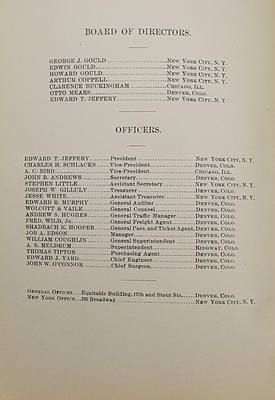 BOARD OF DIRECTORS.
GEORGE J. GOULD........New York City, N. Y.
EDWIN GOULD........New York City, N. Y.
HOWARD GOULD........New York City, N. Y.
ARTHUR COPPELL........New York City, N. Y.
CLARENCE BUCKINGHAM........Chicago, Ill.
OTTO MEARS........Denver, Colo.
EDWARD T. JEFFERY........New York City, N. Y.
OFFICERS.
EDWARD T. JEFFERY........President........New York City, N. Y.
CHARLES H. SCHLACKS........Vice-President........Denver, Colo.
A. C. BIRD........Vice-President........Chicago, Ill.
JOHN B. ANDREWS........Secretary........Denver, Colo.
STEPHEN LITTLE........Assistant Secretary........New York City, N. Y.
JOSEPH W. GILLULY........Treasurer........Denver, Colo.
JESSE WHITE........Assistant Treasurer........New York City, N. Y.
EDWARD R. MURPHY........General Auditor........Denver, Colo.
WOLCOTT & VAILE........General Counsel........Denver, Colo.
ANDREW S. HUGHES........General Traffic Manager........Denver, Colo.
FRED. WILD, Jr........General Freight Agent........Denver, Colo.
SHADRACH K. HOOPER........General Pass. and Ticket Agent..Denver, Colo.
JOB A. EDSON........Manager........Denver, Colo.
WILLIAM COUGHLIN........General Superintendent........Denver, Colo.
A. S. MELDRUM........Superintendent........Ridgway, Colo.
THOMAS TIPTON........Purchasing Agent........Denver, Colo.
EDWARD J. YARD........Chief Engineer........Denver, Colo.
JOHN W. O'CONNOR........Chief Surgeon........Denver, Colo.
General Offices.....Equitable Building, 17th and Stout Sts.....Denver, Colo.
New York Office....195 Broadway........New York City, N. Y.